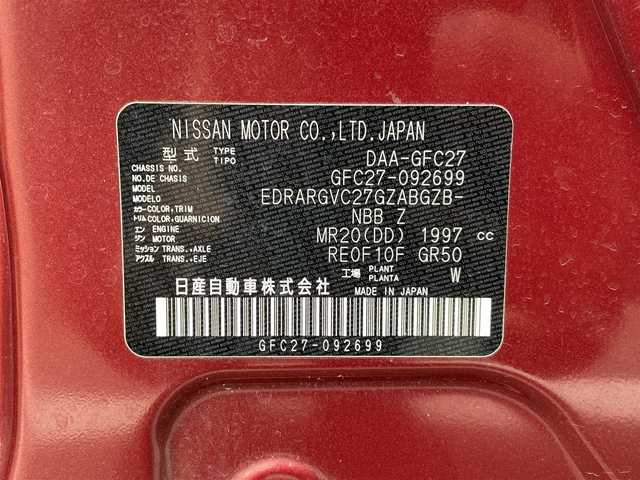 NISSAN MOTOR CO.,LTD.JAPAN
型式 TYPE TIPO DAA-GFC27
CHASSIS NO.
NO.DE CHASSIS GFC27-092699
MODEL
MODELO EDRARGVC27GZABGZB-
カラー COLOR,TRIM
トリム COLOR,GUARNICION NBB Z
エンジン ENGINE MOTOR MR20(DD) 1997 cc
ミッション TRANS.,AXLE
アクスル TRANS.,EJE RE0F10F GR50
工場 PLANT PLANTA W
日産自動車株式会社 MADE IN JAPAN
GFC27-092699